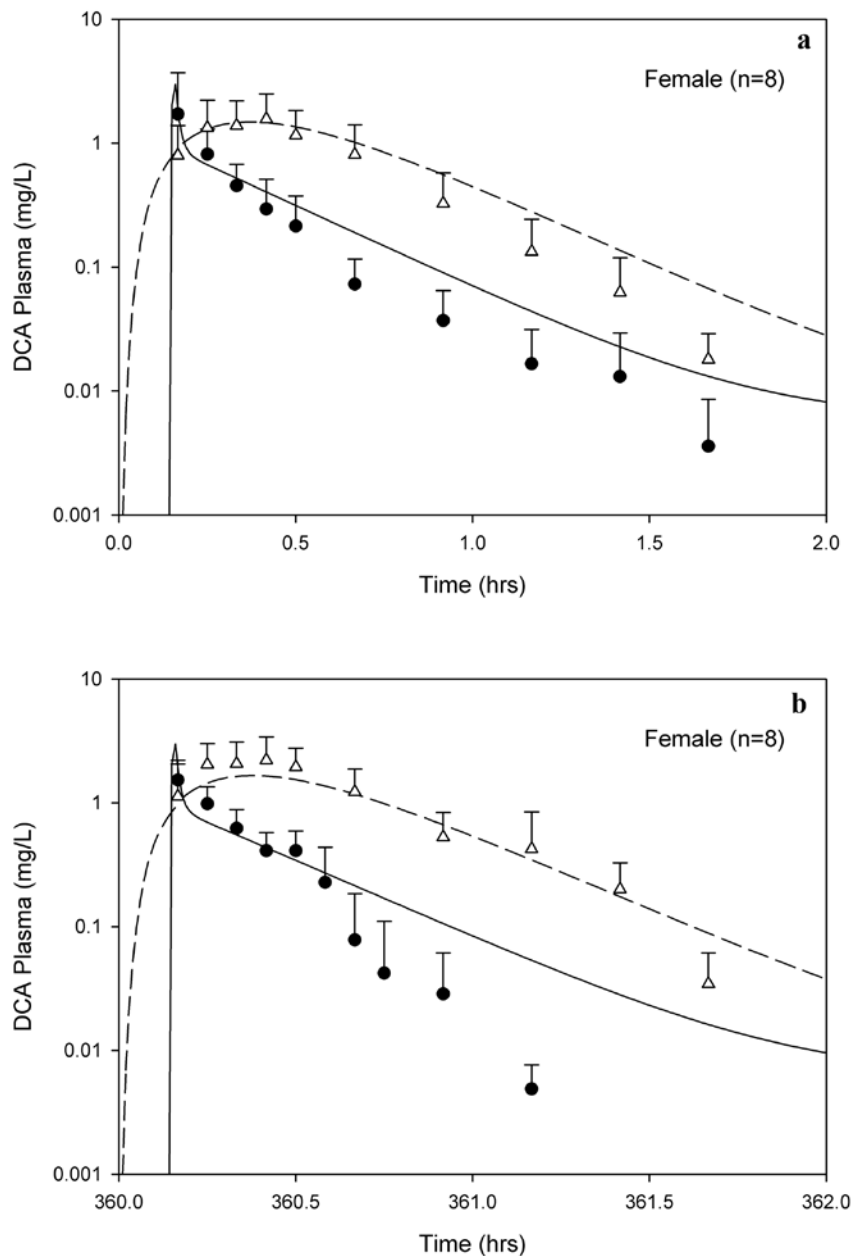 a
Female (n=8)
10
1
0.1
0.01
0.001
DCA Plasma (mg/L)
0.0 0.5 1.0 1.5 2.0
Time (hrs)
b
Female (n=8)
10
1
0.1
0.01
0.001
DCA Plasma (mg/L)
360.0 360.5 361.0 361.5 362.0
Time (hrs)